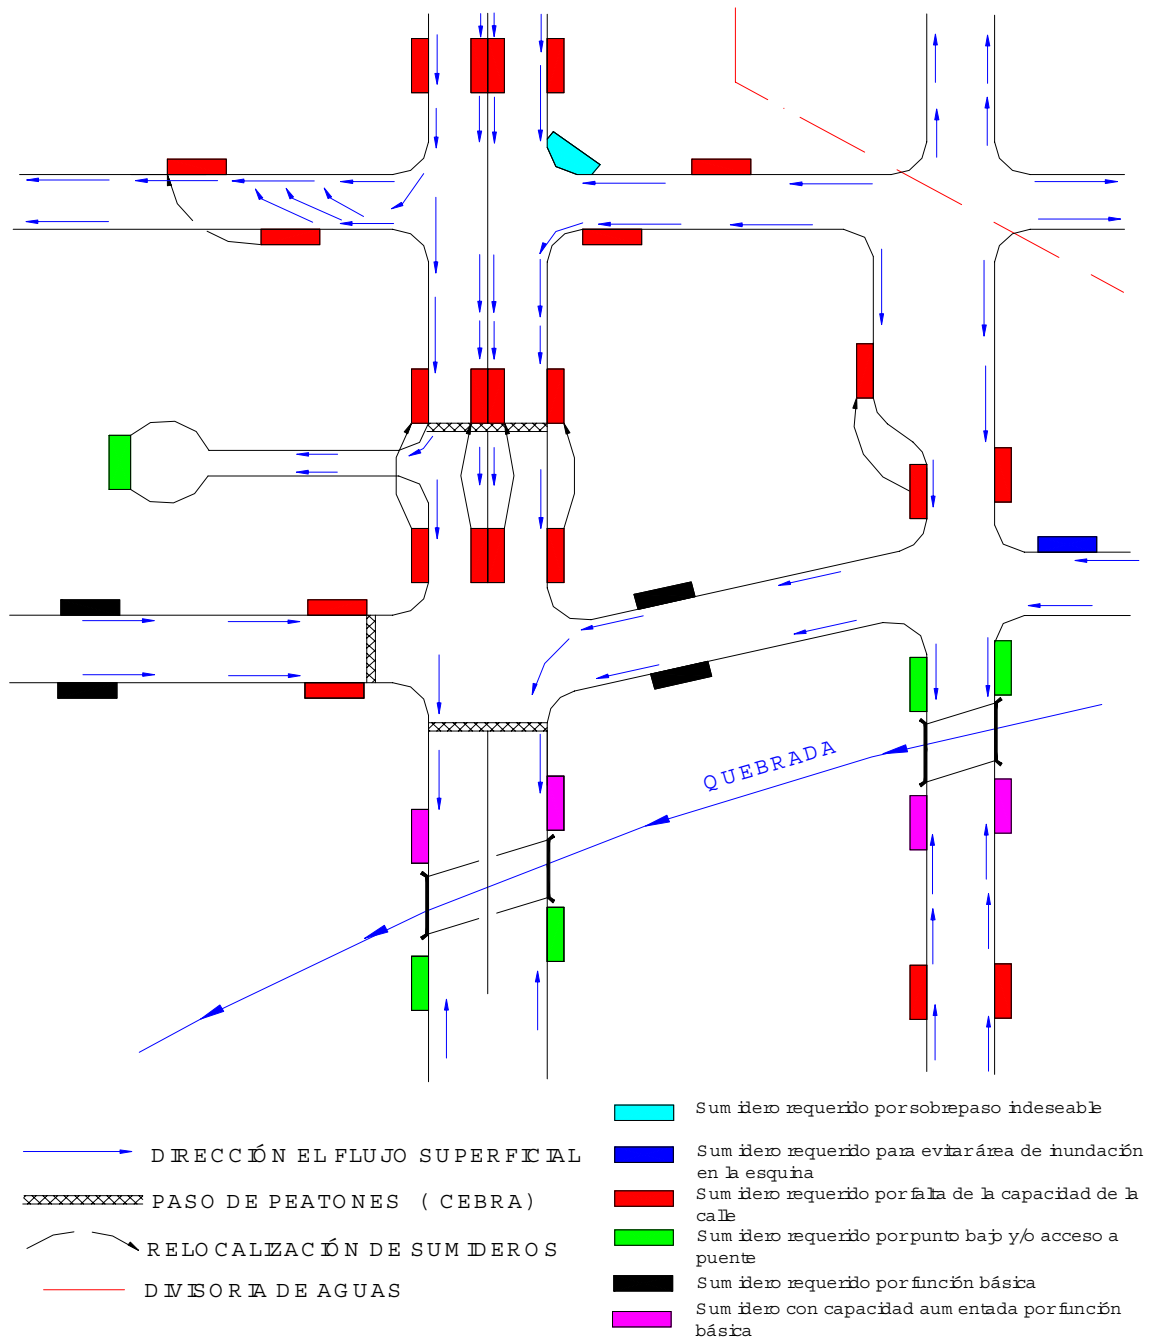 QUEBRADA
DIRECCIÓN EL FLUJO SUPERFICIAL
PASO DE PEATONES (CEBRA)
RELOCALIZACIÓN DE SUMIDEROS
DIVISORIA DE AGUAS
Sumidero requerido por sobrepaso indeseable
Sumidero requerido para evitar área de inundación
en la esquina
Sumidero requerido por falta de la capacidad de la
calle
Sumidero requerido por punto bajo y/o acceso a
puente
Sumidero requerido por función básica
Sumidero con capacidad aumentada por función
básica